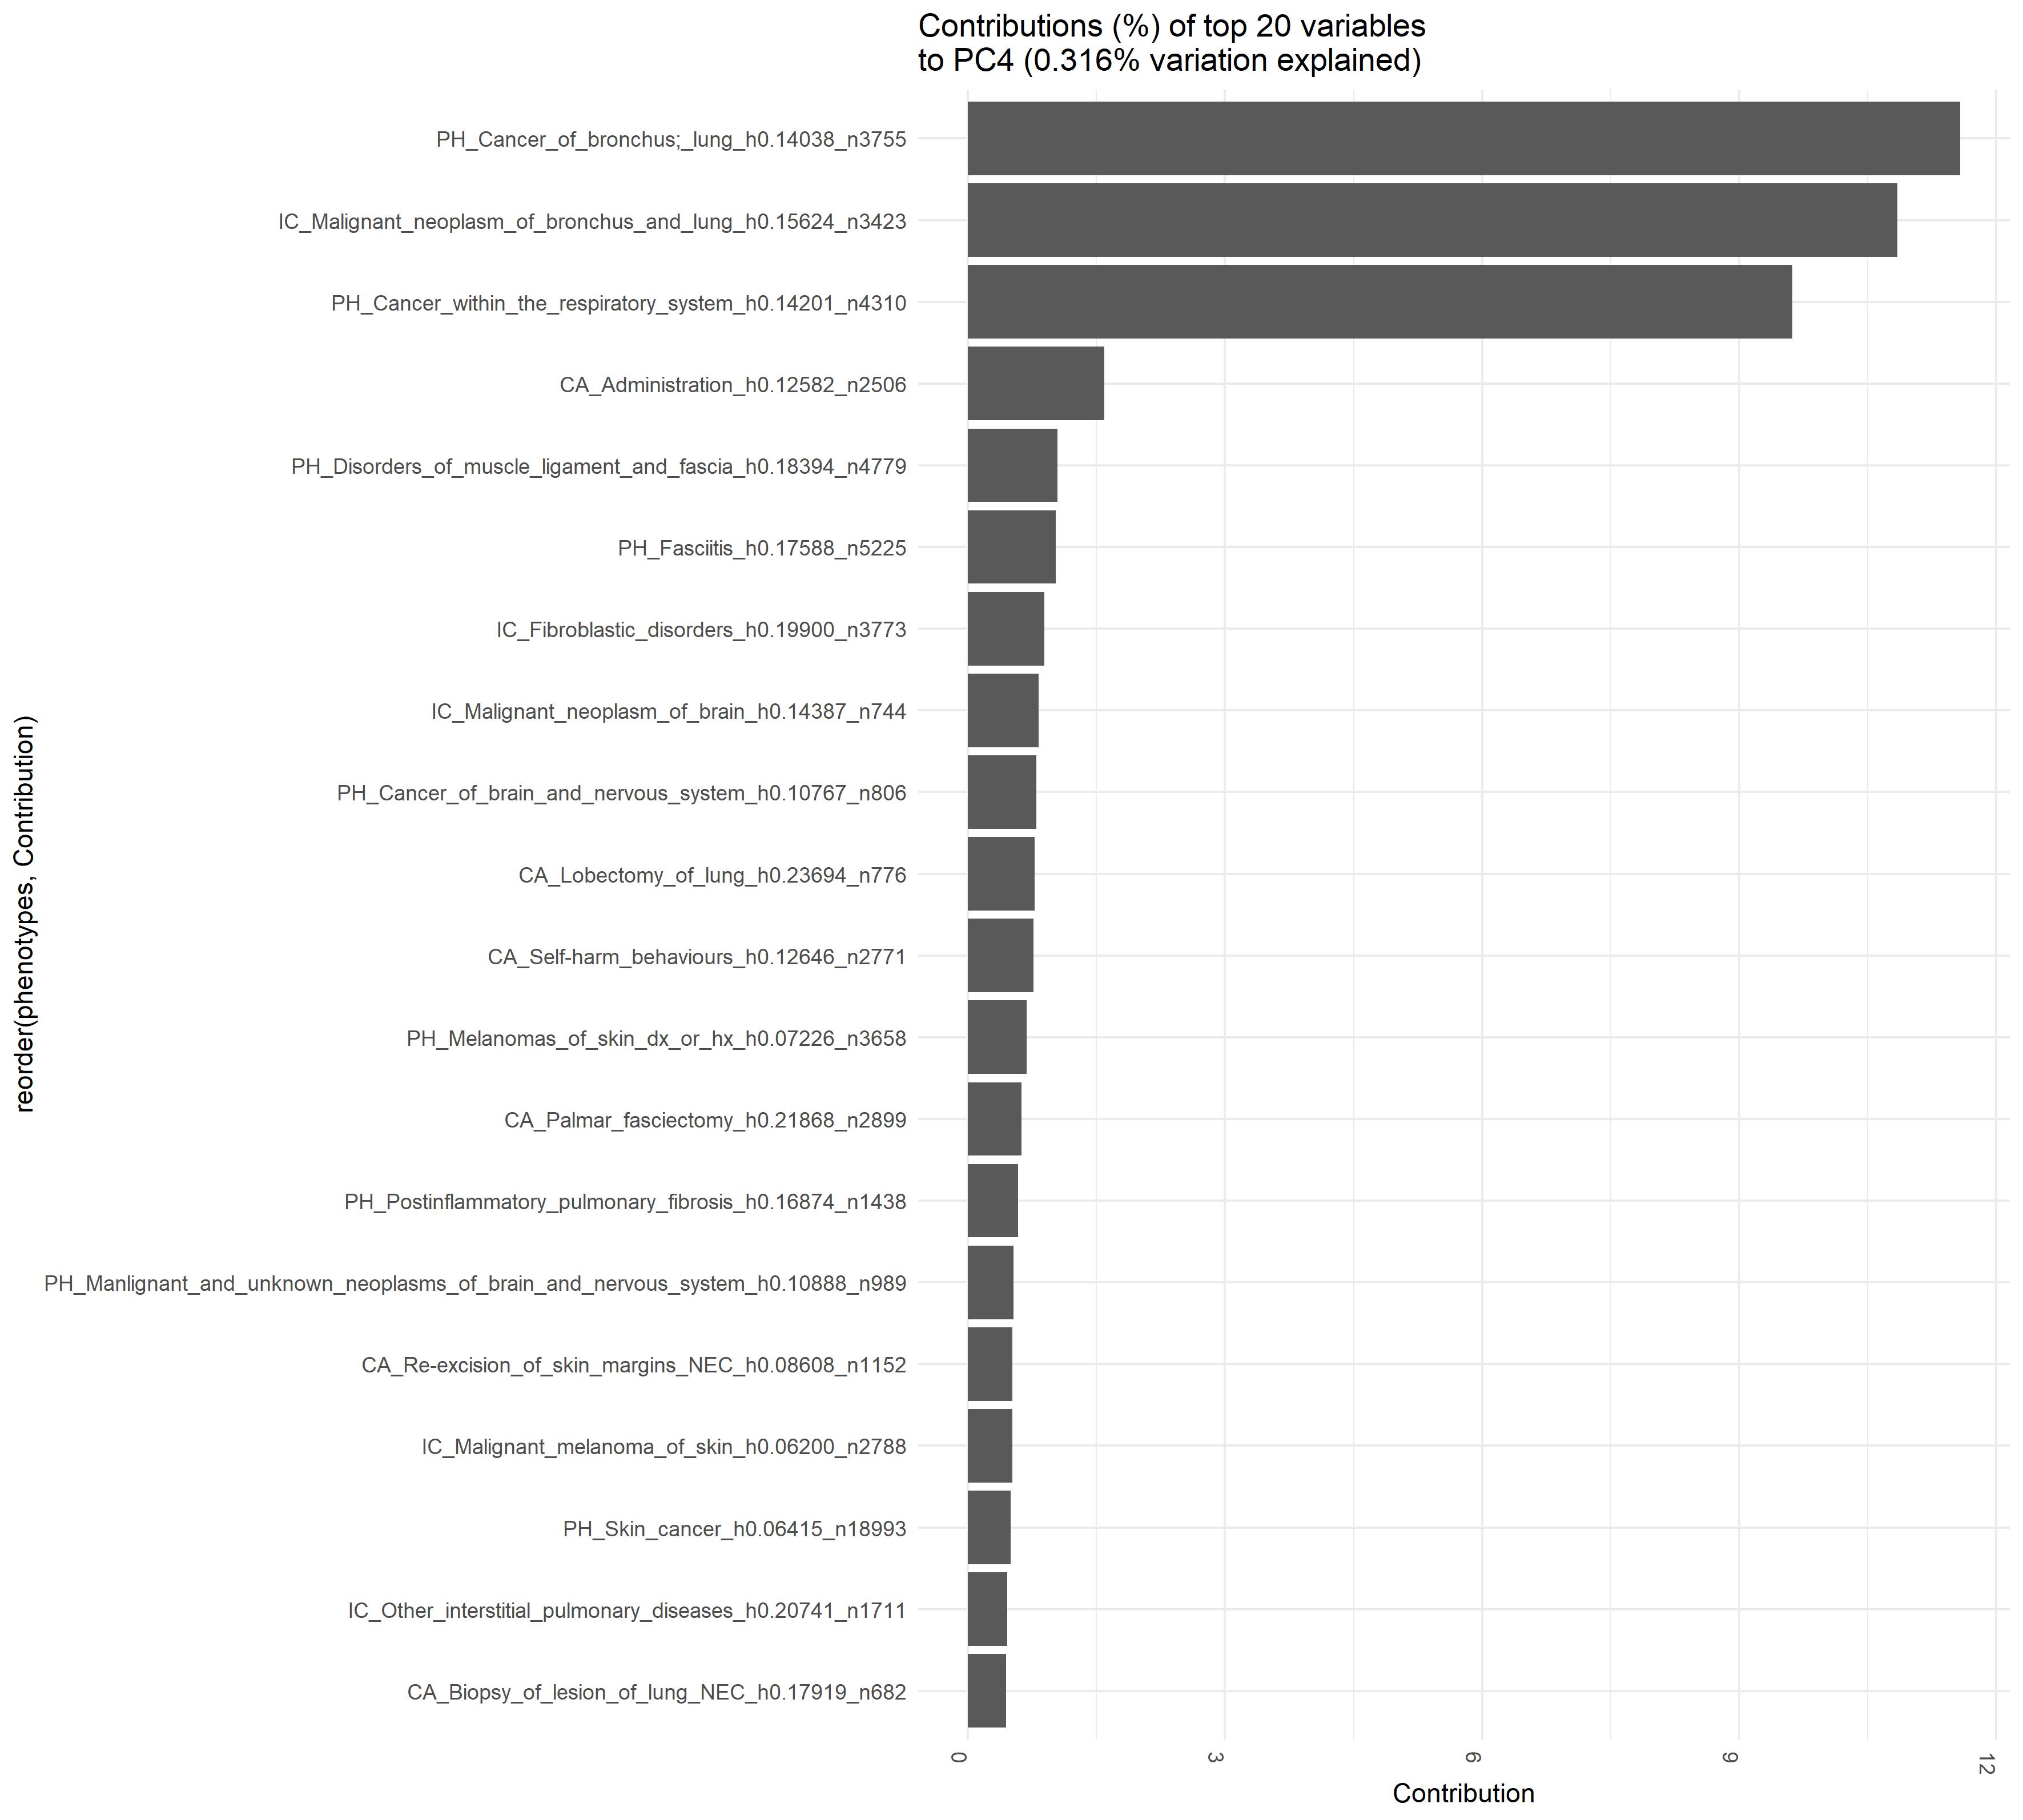 Contributions (%) of top 20 variables
to PC4 (0.316% variation explained)
PH_Cancer_of_bronchus;_lung_h0.14038_n3755
IC_Malignant_neoplasm_of_bronchus_and_lung_h0.15624_n3423
PH_Cancer_within_the_respiratory_system_h0.14201_n4310
CA_Administration_h0.12582_n2506
PH_Disorders_of_muscle_ligament_and_fascia_h0.18394_n4779
PH_Fasciitis_h0.17588_n5225
IC_Fibroblastic_disorders_h0.19900_n3773
IC_Malignant_neoplasm_of_brain_h0.14387_n744
PH_Cancer_of_brain_and_nervous_system_h0.10767_n806
CA_Lobectomy_of_lung_h0.23694_n776
CA_Self-harm_behaviours_h0.12646_n2771
PH_Melanomas_of_skin_dx_or_hx_h0.07226_n3658
CA_Palmar_fasciectomy_h0.21868_n2899
PH_Postinflammatory_pulmonary_fibrosis_h0.16874_n1438
PH_Manlignant_and_unknown_neoplasms_of_brain_and_nervous_system_h0.10888_n989
CA_Re-excision_of_skin_margins_NEC_h0.08608_n1152
IC_Malignant_melanoma_of_skin_h0.06200_n2788
PH_Skin_cancer_h0.06415_n18993
IC_Other_interstitial_pulmonary_diseases_h0.20741_n1711
CA_Biopsy_of_lesion_of_lung_NEC_h0.17919_n682
reorder(phenotypes, Contribution)
0 3 6 9 12
Contribution